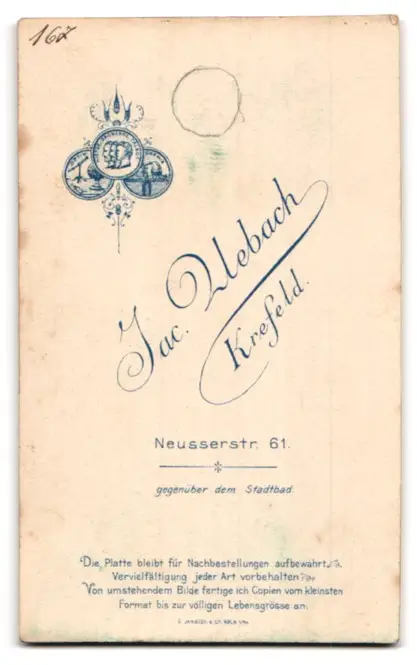 167
Jac. Ulebach
Krefeld.
Neusserstr. 61.
gegenüber dem Stadtbad.
Die Platte bleibt für Nachbestellungen aufbewahrt.
Vervielfältigung jeder Art vorbehalten.
Von umstehendem Bilde fertige ich Copien vom kleinsten
Format bis zur völligen Lebensgrösse an.